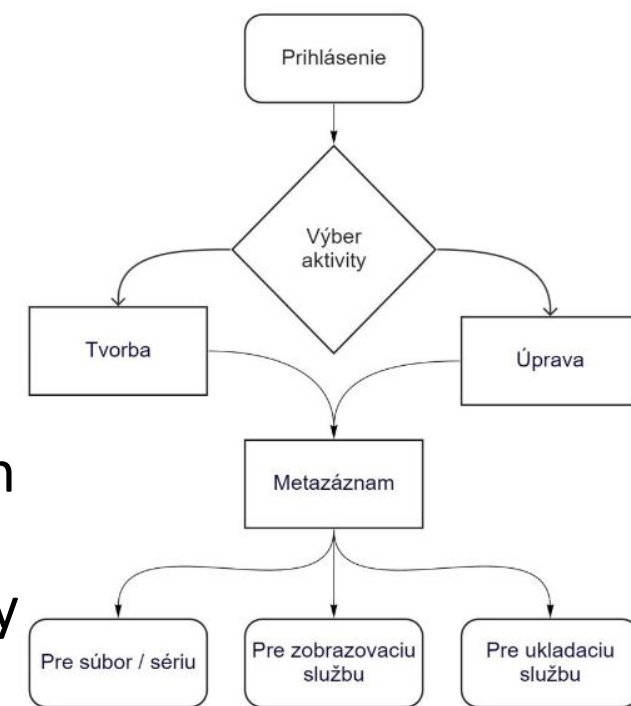 Prihlásenie
Výber
aktivity
Tvorba
Úprava
Metazáznam
Pre súbor / sériu
Pre zobrazovaciu
službu
Pre ukladaciu
službu
y